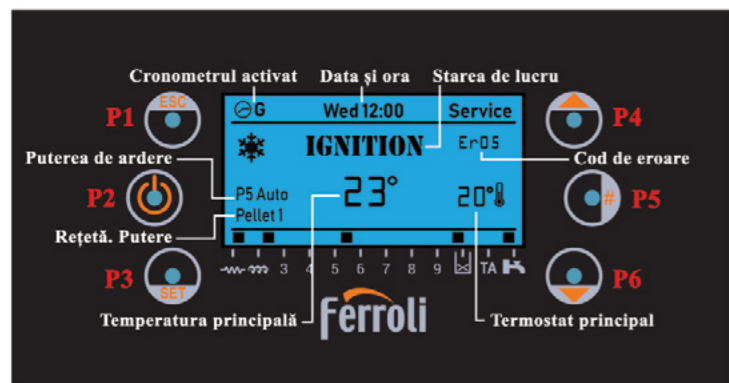 Cronometrul activat Data și ora Starea de lucru
P1 ESC G Wed 12:00 Service P4
IGNITION Er05
Puterea de ardere Cod de eroare
P2 P5 Auto 23° 20° # P5
Rețetă. Putere Pellet 1
P3 SET 3 4 5 6 7 8 9 TA P6
Temperatura principală Ferroli Termostat principal